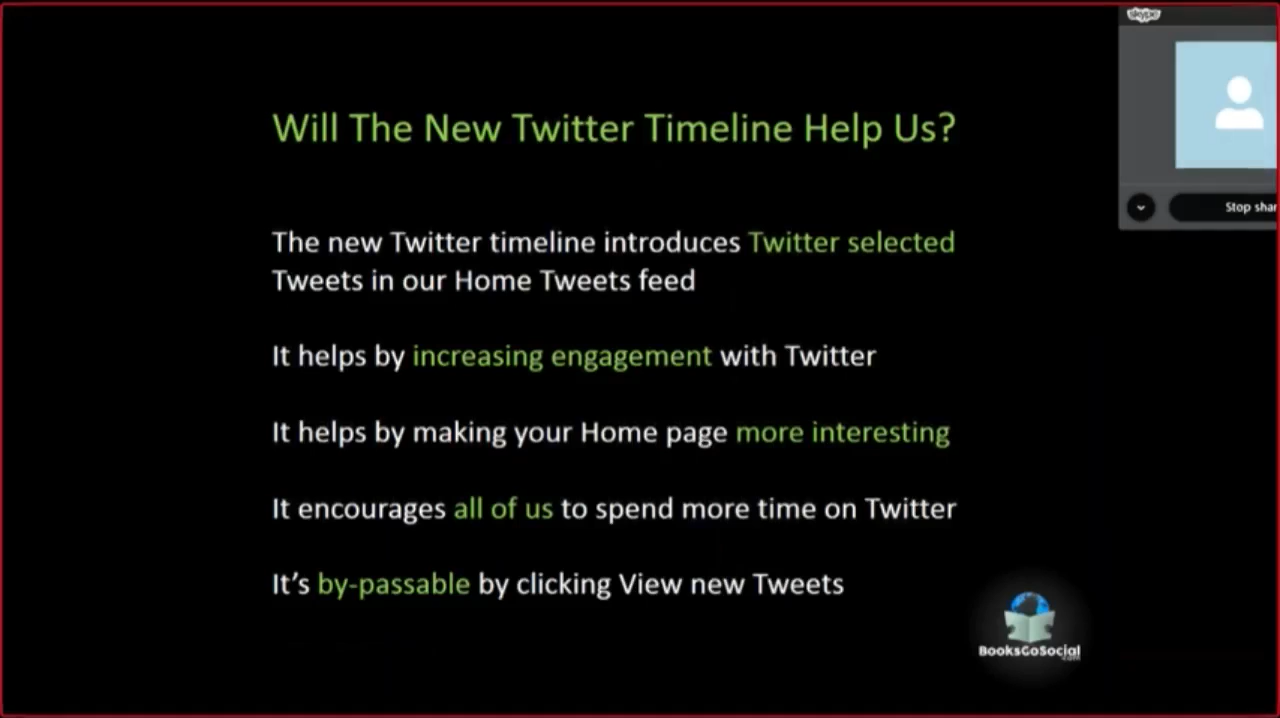 skype
Will The New Twitter Timeline Help Us?
Stop shar
The new Twitter timeline introduces Twitter selected
Tweets in our Home Tweets feed
It helps by increasing engagement with Twitter
It helps by making your Home page more interesting
It encourages all of us to spend more time on Twitter
It’s by-passable by clicking View new Tweets
BooksGoSocial
.com